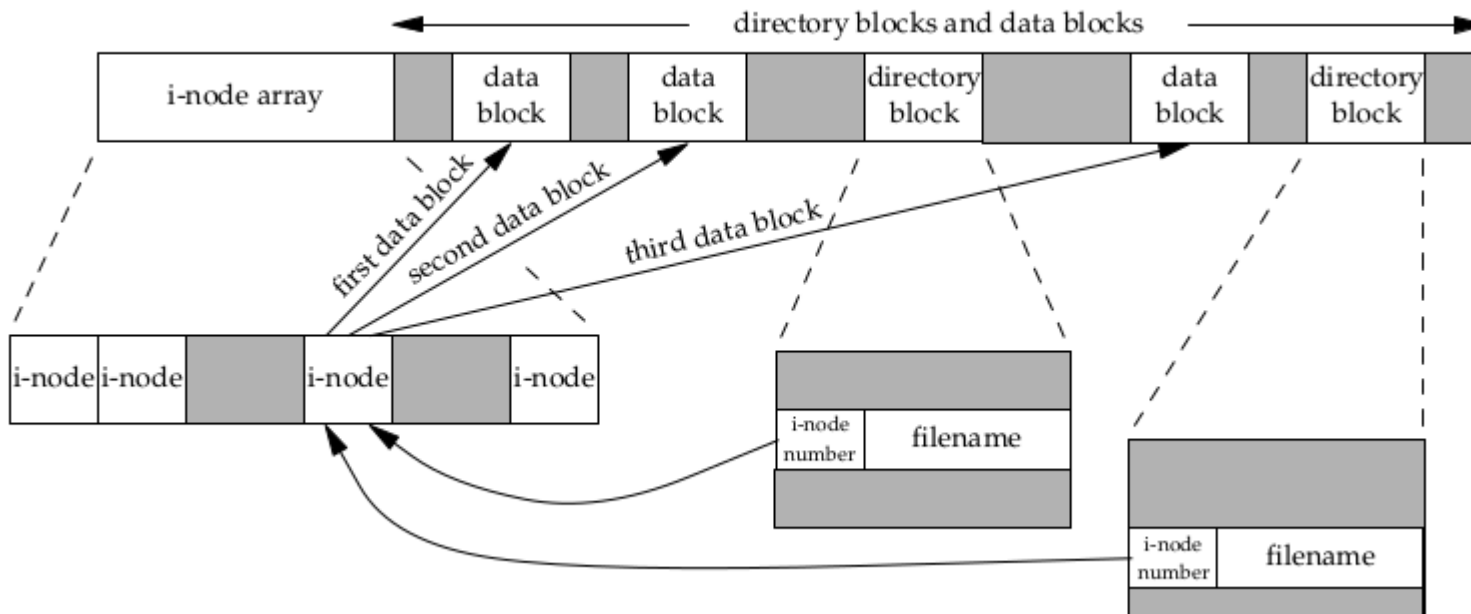 directory blocks and data blocks
i-node array
data
block
data
block
directory
block
data
block
directory
block
first data block
second data block
third data block
i-node
i-node
i-node
i-node
i-node
number
filename
i-node
number
filename